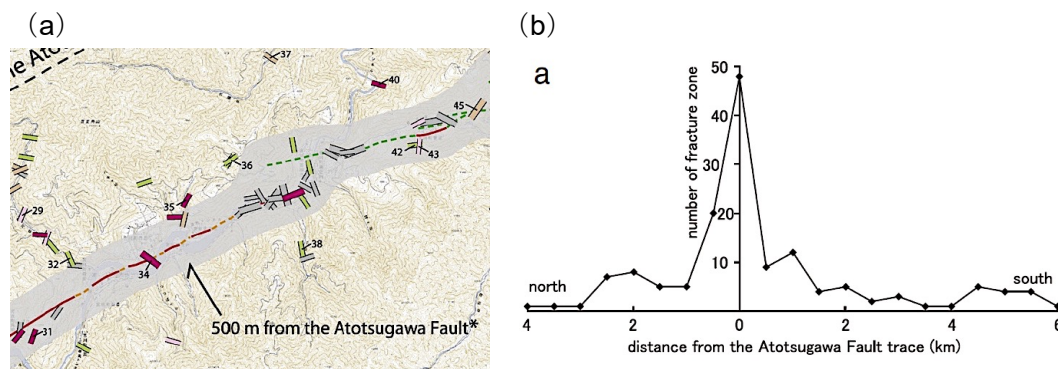 (a)
(b)
he Atot
37
40
45
42
43
36
35
29
38
32
34
31
500 m from the Atotsugawa Fault*
a
number of fracture zone
50
40
30
20
10
north
south
4
2
0
2
4
6
distance from the Atotsugawa Fault trace (km)